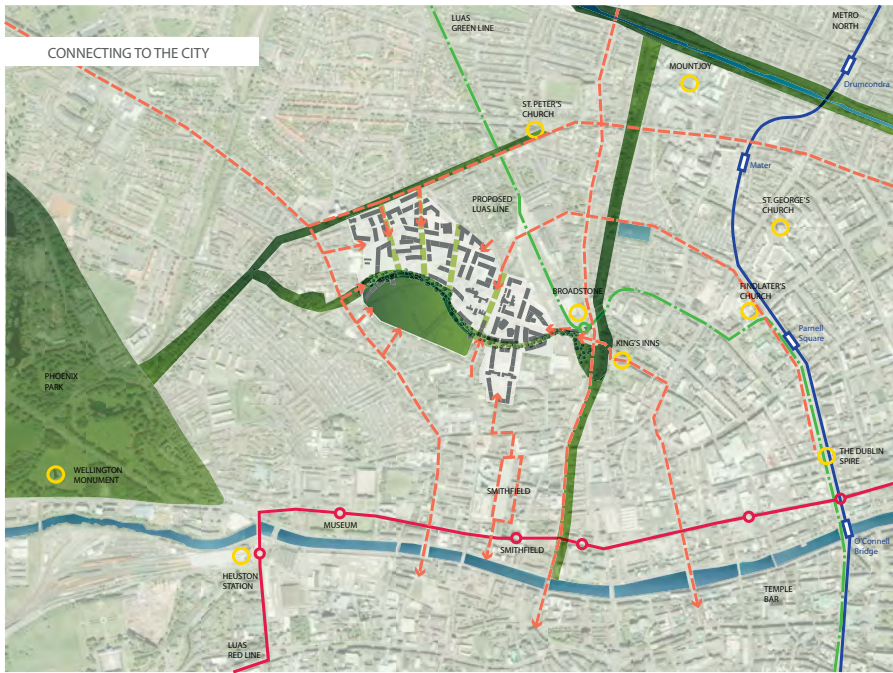 CONNECTING TO THE CITY
LUAS
GREEN LINE
METRO
NORTH
MOUNTJOY
Drumcondra
ST. PETER'S
CHURCH
Mater
PROPOSED
LUAS LINE
ST. GEORGE'S
CHURCH
BROADSTONE
FINDLATER'S
CHURCH
Parnell
Square
KING'S INNS
PHOENIX
PARK
THE DUBLIN
SPIRE
WELLINGTON
MONUMENT
SMITHFIELD
MUSEUM
SMITHFIELD
O'Connell
Bridge
HEUSTON
STATION
TEMPLE
BAR
LUAS
RED LINE